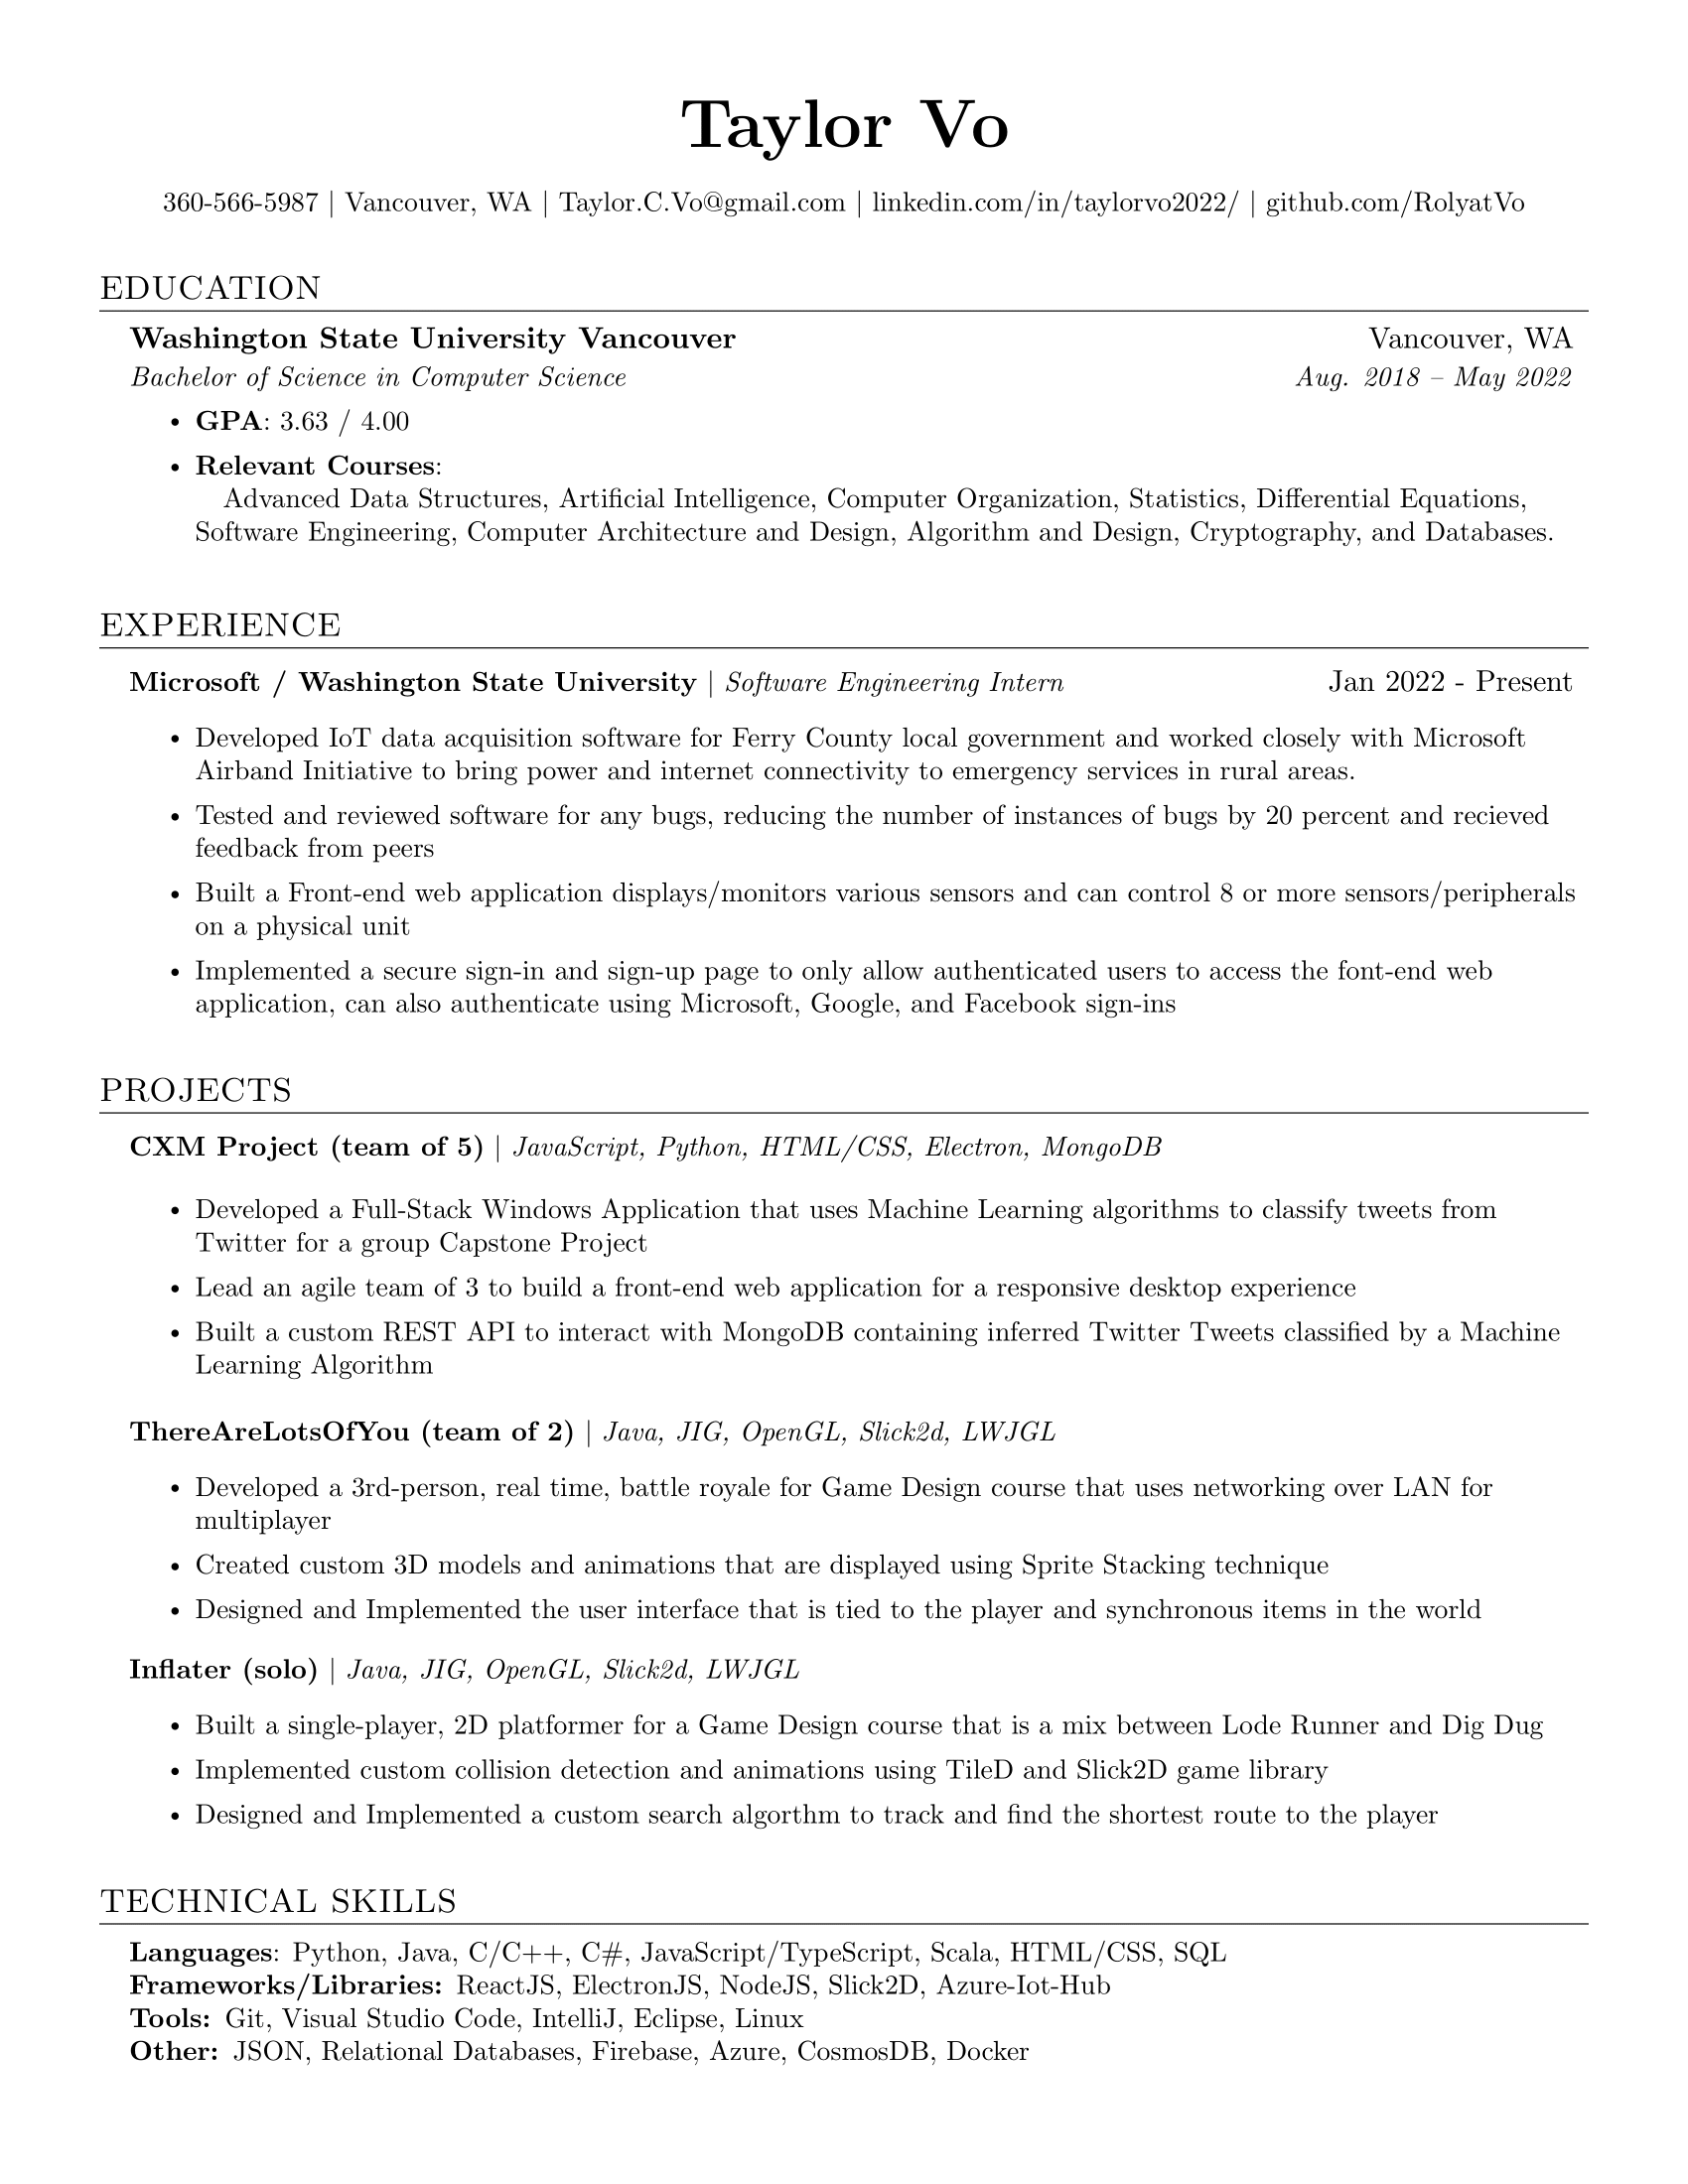 Taylor Vo
360-566-5987 | Vancouver, WA | Taylor.C.Vo@gmail.com | linkedin.com/in/taylorvo2022/ | github.com/RolyatVo
EDUCATION
Washington State University Vancouver Vancouver, WA
Bachelor of Science in Computer Science Aug. 2018 – May 2022
• GPA: 3.63 / 4.00
• Relevant Courses:
Advanced Data Structures, Artificial Intelligence, Computer Organization, Statistics, Differential Equations,
Software Engineering, Computer Architecture and Design, Algorithm and Design, Cryptography, and Databases.
EXPERIENCE
Microsoft / Washington State University | Software Engineering Intern Jan 2022 - Present
• Developed IoT data acquisition software for Ferry County local government and worked closely with Microsoft
Airband Initiative to bring power and internet connectivity to emergency services in rural areas.
• Tested and reviewed software for any bugs, reducing the number of instances of bugs by 20 percent and recieved
feedback from peers
• Built a Front-end web application displays/monitors various sensors and can control 8 or more sensors/peripherals
on a physical unit
• Implemented a secure sign-in and sign-up page to only allow authenticated users to access the font-end web
application, can also authenticate using Microsoft, Google, and Facebook sign-ins
PROJECTS
CXM Project (team of 5) | JavaScript, Python, HTML/CSS, Electron, MongoDB
• Developed a Full-Stack Windows Application that uses Machine Learning algorithms to classify tweets from
Twitter for a group Capstone Project
• Lead an agile team of 3 to build a front-end web application for a responsive desktop experience
• Built a custom REST API to interact with MongoDB containing inferred Twitter Tweets classified by a Machine
Learning Algorithm
ThereAreLotsOfYou (team of 2) | Java, JIG, OpenGL, Slick2d, LWJGL
• Developed a 3rd-person, real time, battle royale for Game Design course that uses networking over LAN for
multiplayer
• Created custom 3D models and animations that are displayed using Sprite Stacking technique
• Designed and Implemented the user interface that is tied to the player and synchronous items in the world
Inflater (solo) | Java, JIG, OpenGL, Slick2d, LWJGL
• Built a single-player, 2D platformer for a Game Design course that is a mix between Lode Runner and Dig Dug
• Implemented custom collision detection and animations using TileD and Slick2D game library
• Designed and Implemented a custom search algorthm to track and find the shortest route to the player
TECHNICAL SKILLS
Languages: Python, Java, C/C++, C#, JavaScript/TypeScript, Scala, HTML/CSS, SQL
Frameworks/Libraries: ReactJS, ElectronJS, NodeJS, Slick2D, Azure-Iot-Hub
Tools: Git, Visual Studio Code, IntelliJ, Eclipse, Linux
Other: JSON, Relational Databases, Firebase, Azure, CosmosDB, Docker